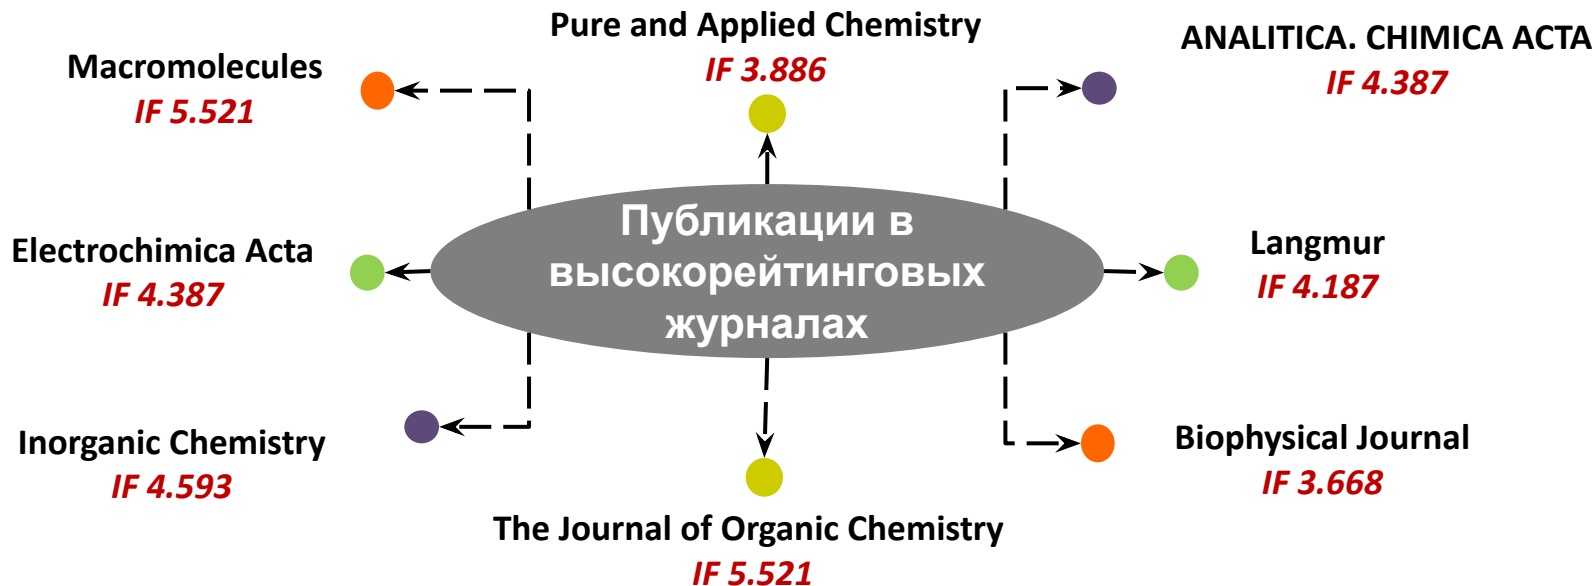 Pure and Applied Chemistry
IF 3.886
ANALITICA. CHIMICA ACTA
IF 4.387
Macromolecules
IF 5.521
Публикации в
высокорейтинговых
журналах
Electrochimica Acta
IF 4.387
Langmur
IF 4.187
Inorganic Chemistry
IF 4.593
Biophysical Journal
IF 3.668
The Journal of Organic Chemistry
IF 5.521